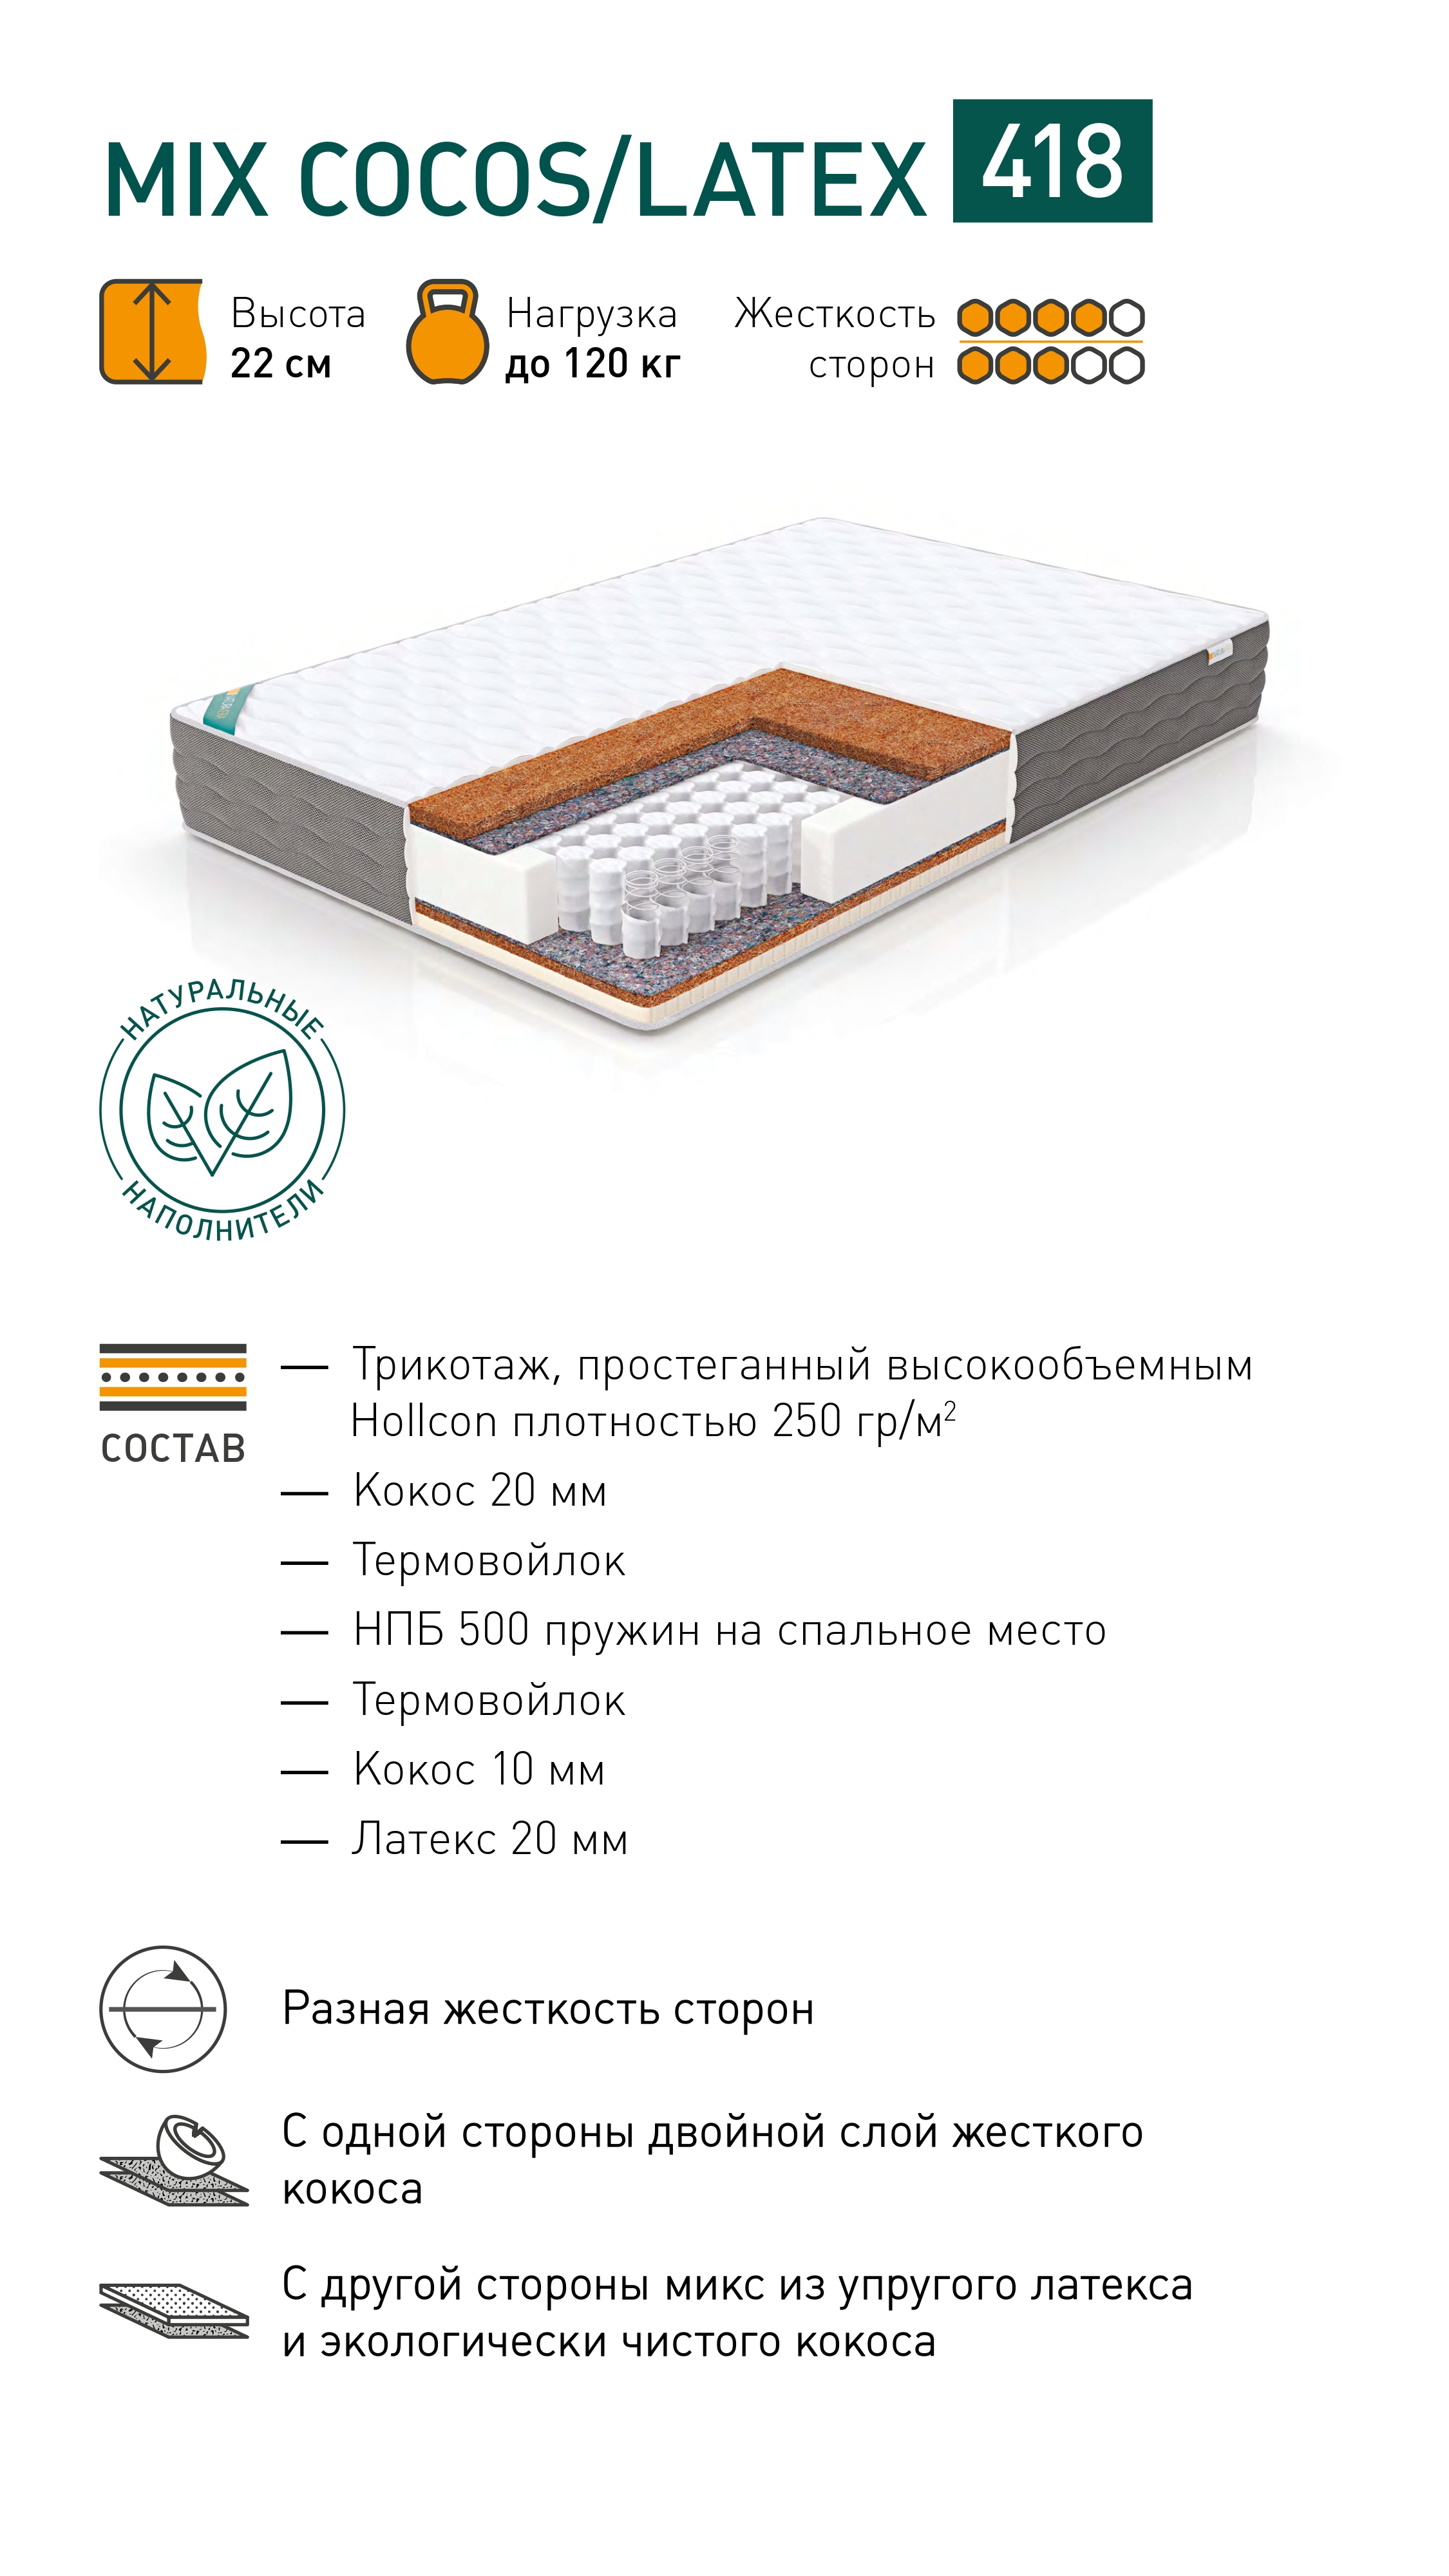 MIX COCOS/LATEX 418
Высота
22 см
Нагрузка
до 120 кг
Жесткость
сторон
НАТУРАЛЬНЫЕ
НАПОЛНИТЕЛИ
СОСТАВ
— Трикотаж, простеганный высокообъемным
Hollcon плотностью 250 гр/м²
— Кокос 20 мм
— Термовойлок
— НПБ 500 пружин на спальное место
— Термовойлок
— Кокос 10 мм
— Латекс 20 мм
Разная жесткость сторон
С одной стороны двойной слой жесткого
кокоса
С другой стороны микс из упругого латекса
и экологически чистого кокоса